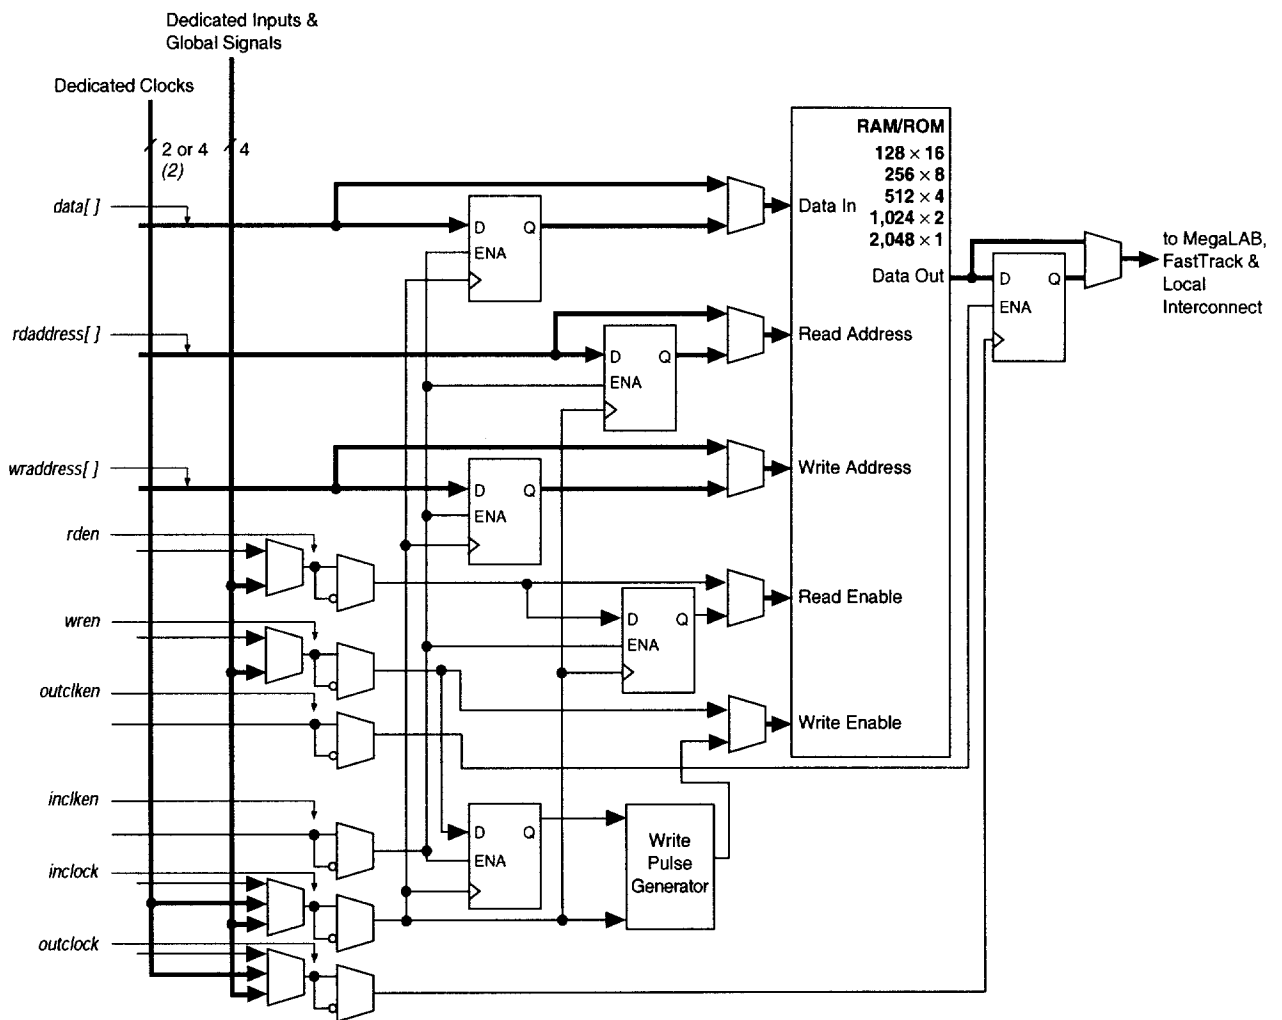 Dedicated Inputs &
Global Signals
Dedicated Clocks
2 or 4
(2)
4
RAM/ROM
128 × 16
256 × 8
512 × 4
1,024 × 2
2,048 × 1
data[ ]
D
Q
ENA
Data In
Data Out
D
Q
ENA
to MegaLAB,
FastTrack &
Local
Interconnect
rdaddress[ ]
D
Q
ENA
Read Address
wraddress[ ]
D
Q
ENA
Write Address
rden
D
Q
ENA
Read Enable
wren
outclken
Write Enable
inclken
D
Q
ENA
Write
Pulse
Generator
inclock
outclock